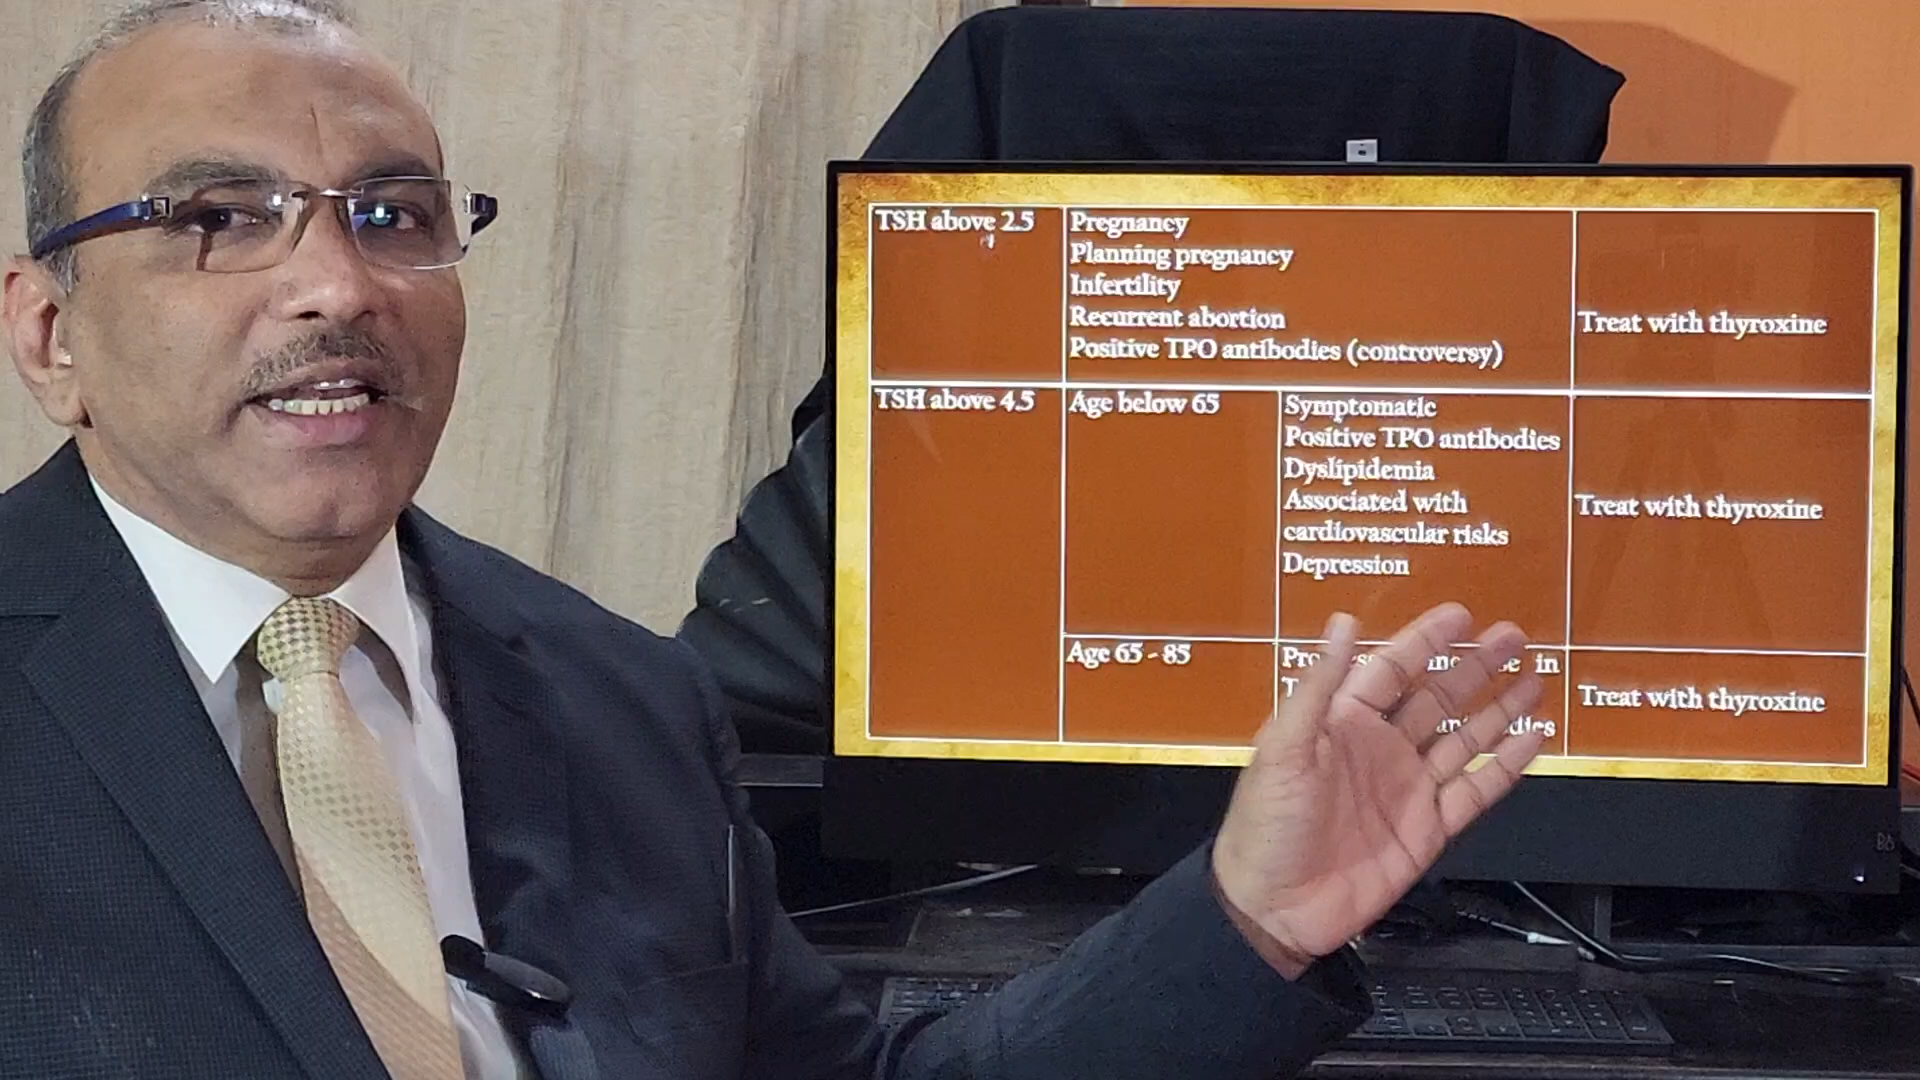 TSH above 2.5
Pregnancy
Planning pregnancy
Infertility
Recurrent abortion
Positive TPO antibodies (controversy)
Treat with thyroxine
TSH above 4.5
Age below 65
Symptomatic
Positive TPO antibodies
Dyslipidemia
Associated with
cardiovascular risks
Depression
Treat with thyroxine
Age 65 - 85
in
Treat with thyroxine